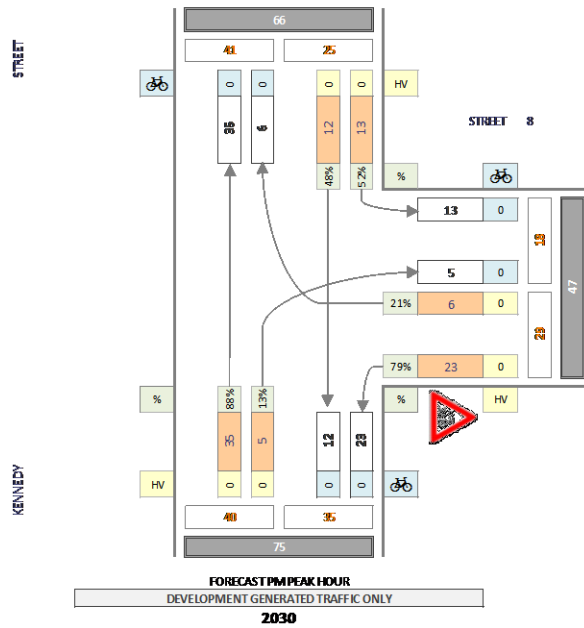 66
STREET
41 25
0 0 0 0 HV
35 6 12 13
STREET 8
48% 52% %
13 0
18
5 0
47
21% 6 0
29
79% 23 0
% 88% 13% % HV
35 5 12 23
KENNEDY
HV 0 0 0 0
40 35
75
FORECAST PM PEAK HOUR
DEVELOPMENT GENERATED TRAFFIC ONLY
2030